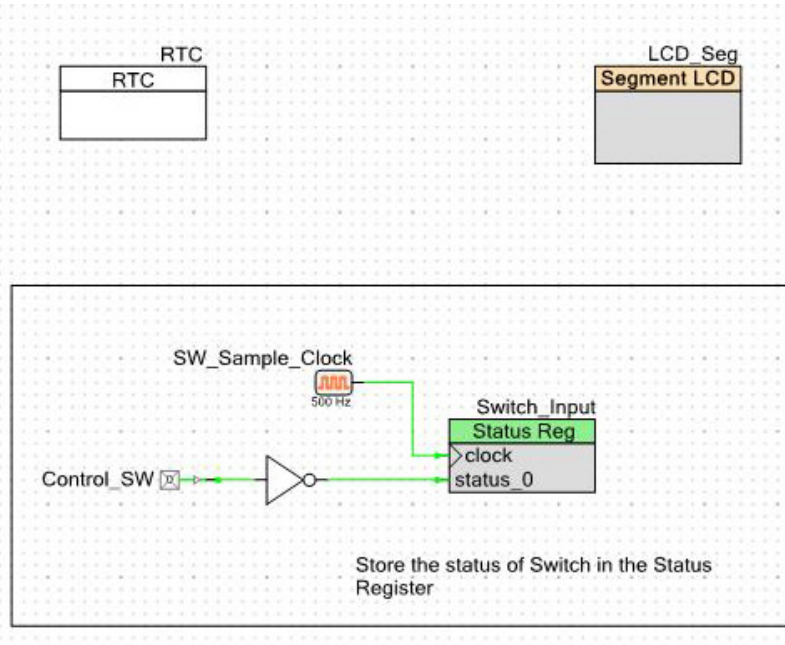 RTC
LCD_Seg
RTC
Segment LCD
SW_Sample_Clock
500 Hz
Switch_Input
Status Reg
clock
Control_SW
status_0
Store the status of Switch in the Status
Register